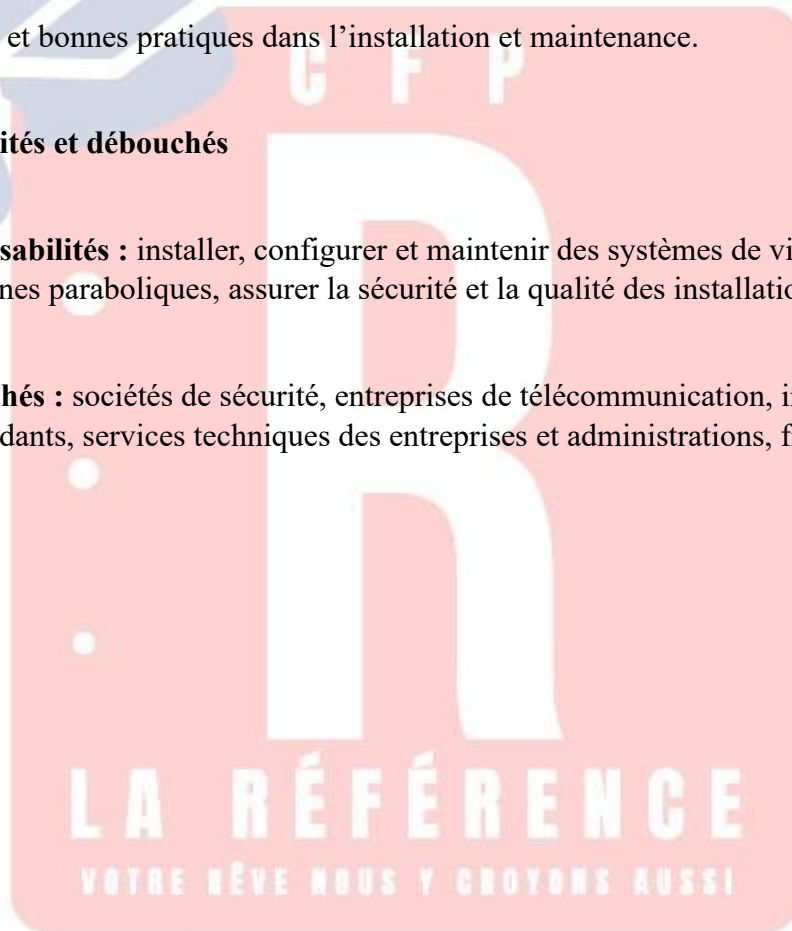 et bonnes pratiques dans l’installation et maintenance.
C F P
ités et débouchés
sabilités : installer, configurer et maintenir des systèmes de vi
nes paraboliques, assurer la sécurité et la qualité des installatio
hés : sociétés de sécurité, entreprises de télécommunication, i
dants, services techniques des entreprises et administrations, f
R
LA RÉFÉRENCE
VOTRE RÊVE NOUS Y CROYONS AUSSI